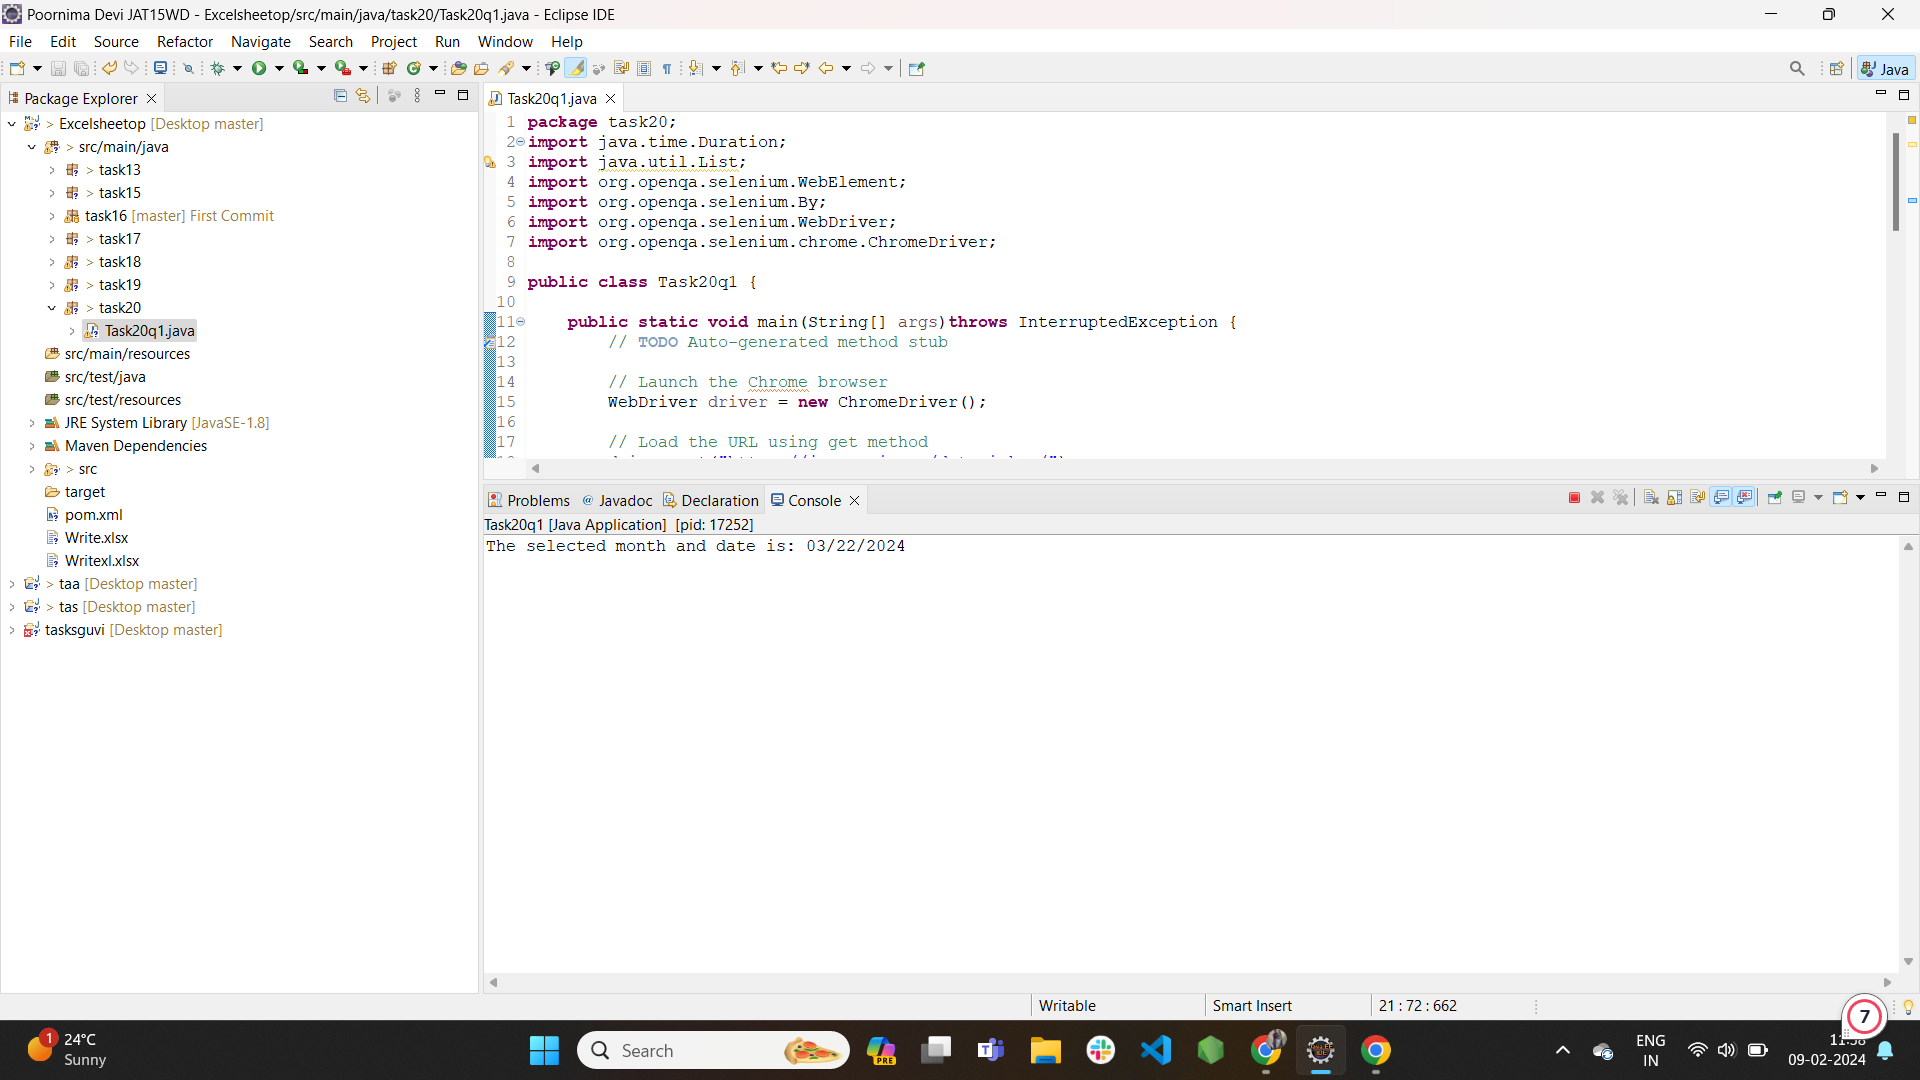 Poornima Devi JAT15WD - Excelsheetop/src/main/java/task20/Task20q1.java - Eclipse IDE
File Edit Source Refactor Navigate Search Project Run Window Help
Java
Package Explorer
> Excelsheetop [Desktop master]
> src/main/java
> task13
> task15
task16 [master] First Commit
> task17
> task18
> task19
> task20
Task20q1.java
src/main/resources
src/test/java
src/test/resources
JRE System Library [JavaSE-1.8]
Maven Dependencies
> src
target
pom.xml
Write.xlsx
Writexl.xlsx
> taa [Desktop master]
> tas [Desktop master]
tasksguvi [Desktop master]
Task20q1.java
1 package task20;
2 import java.time.Duration;
3 import java.util.List;
4 import org.openqa.selenium.WebElement;
5 import org.openqa.selenium.By;
6 import org.openqa.selenium.WebDriver;
7 import org.openqa.selenium.chrome.ChromeDriver;
8
9 public class Task20q1 {
10
11 public static void main(String[] args)throws InterruptedException {
12 // TODO Auto-generated method stub
13
14 // Launch the Chrome browser
15 WebDriver driver = new ChromeDriver();
16
17 // Load the URL using get method
Problems Javadoc Declaration Console
Task20q1 [Java Application] [pid: 17252]
The selected month and date is: 03/22/2024
Writable Smart Insert 21 : 72 : 662
7
1
24°C
Sunny
Search
PRE
ENG
IN
09-02-2024